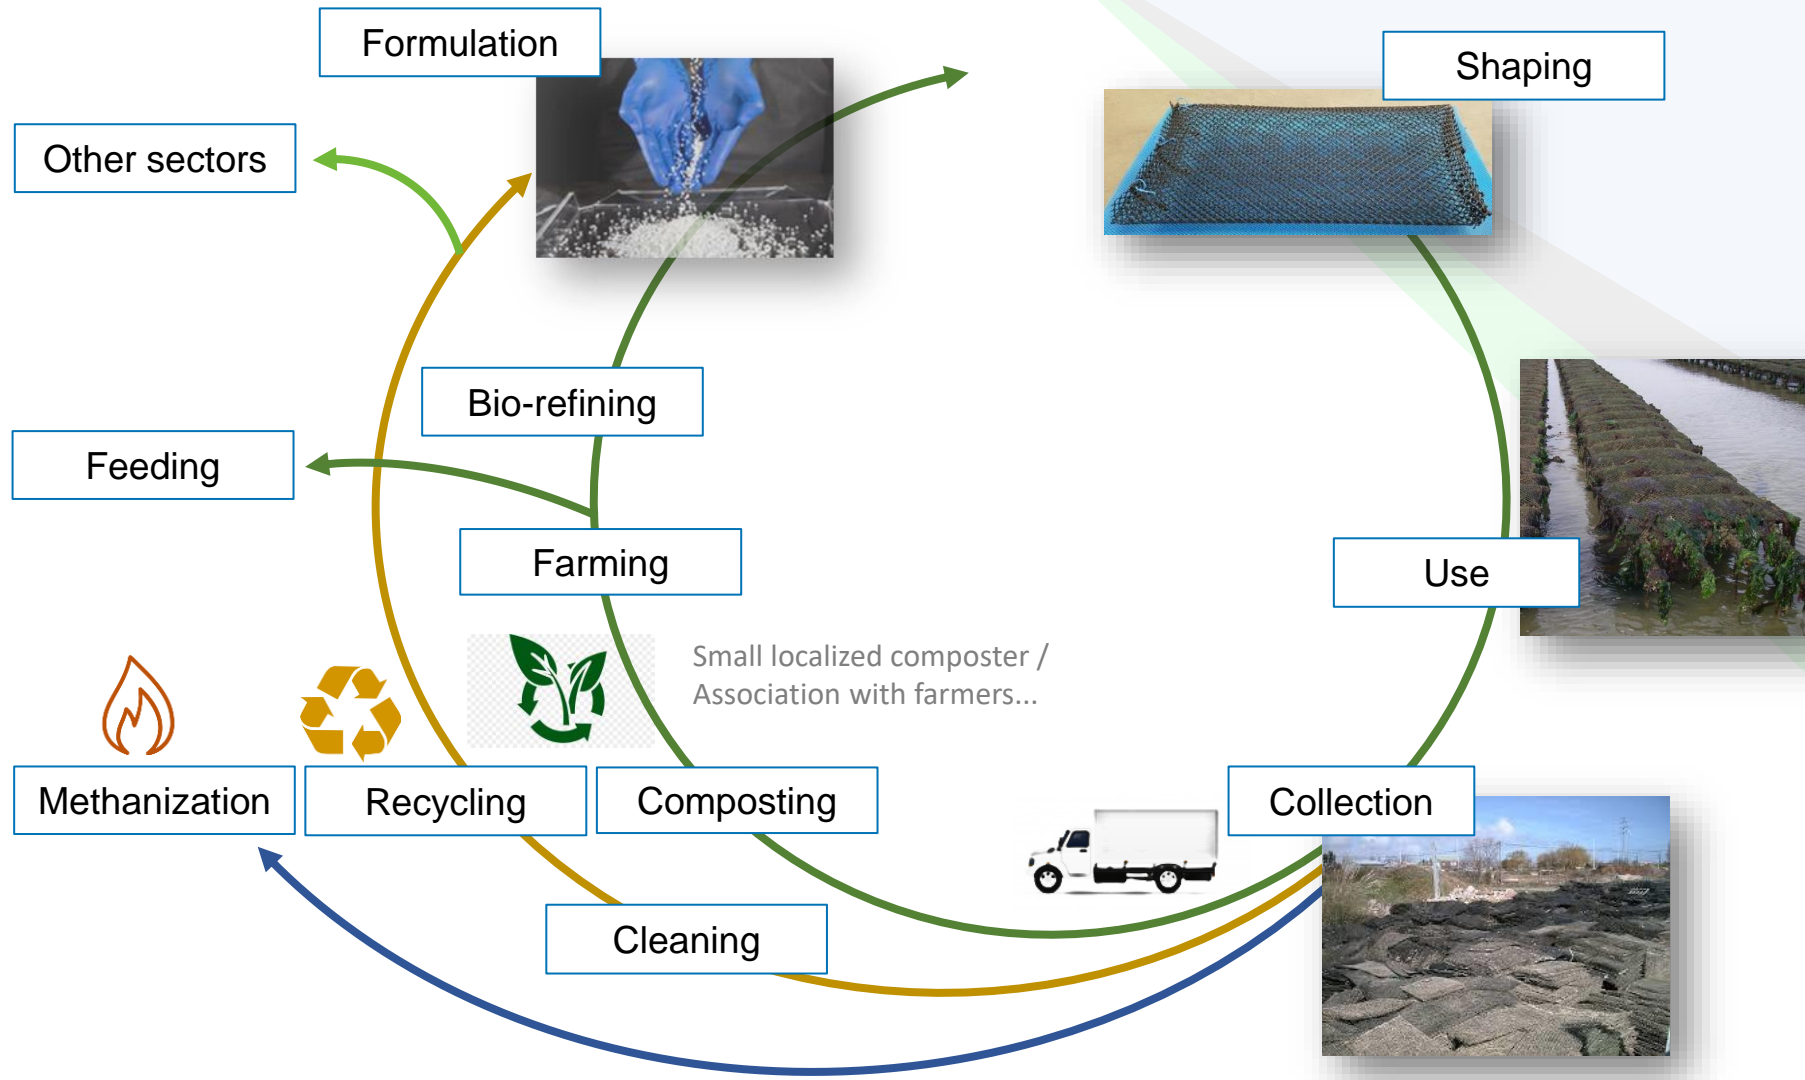 Formulation
Shaping
Other sectors
Bio-refining
Feeding
Farming
Use
Small localized composter /
Association with farmers...
Methanization
Recycling
Composting
Collection
Cleaning